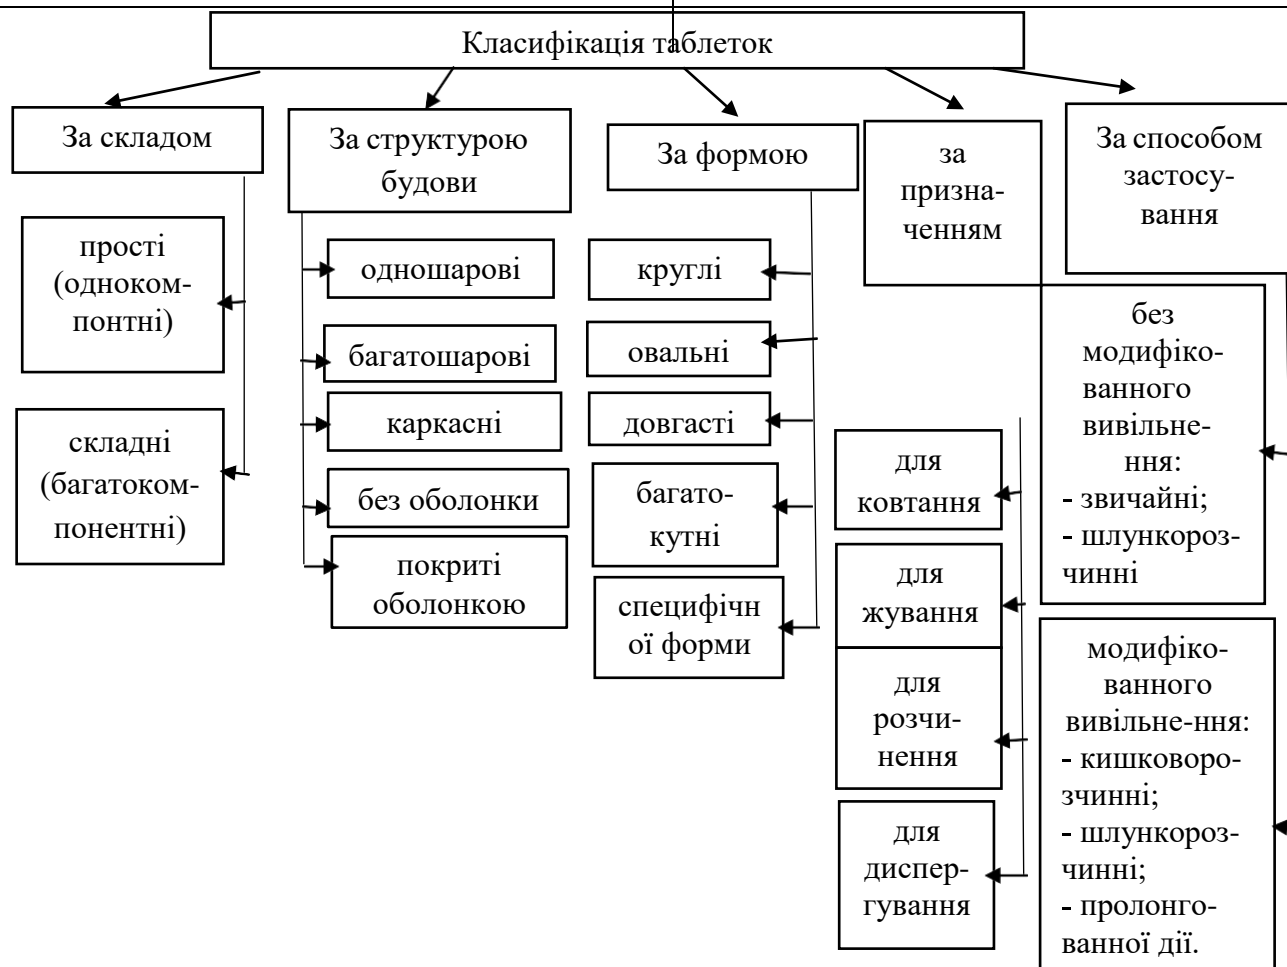 Класифікація таблеток
За складом
прості
(одноком-
понтні)
складні
(багатоком-
понентні)
За структурою
будови
одношарові
багатошарові
каркасні
без оболонки
покриті
оболонкою
За формою
круглі
овальні
довгасті
багато-
кутні
специфічн
ої форми
за
призна-
ченням
для
ковтання
для
жування
для
розчи-
нення
для
диспер-
гування
За способом
застосу-
вання
без
модифіко-
ванного
вивільне-
ння:
- звичайні;
- шлункороз-
чинні
модифіко-
ванного
вивільне-ння:
- кишковоро-
зчинні;
- шлункороз-
чинні;
- пролонго-
ванної дії.